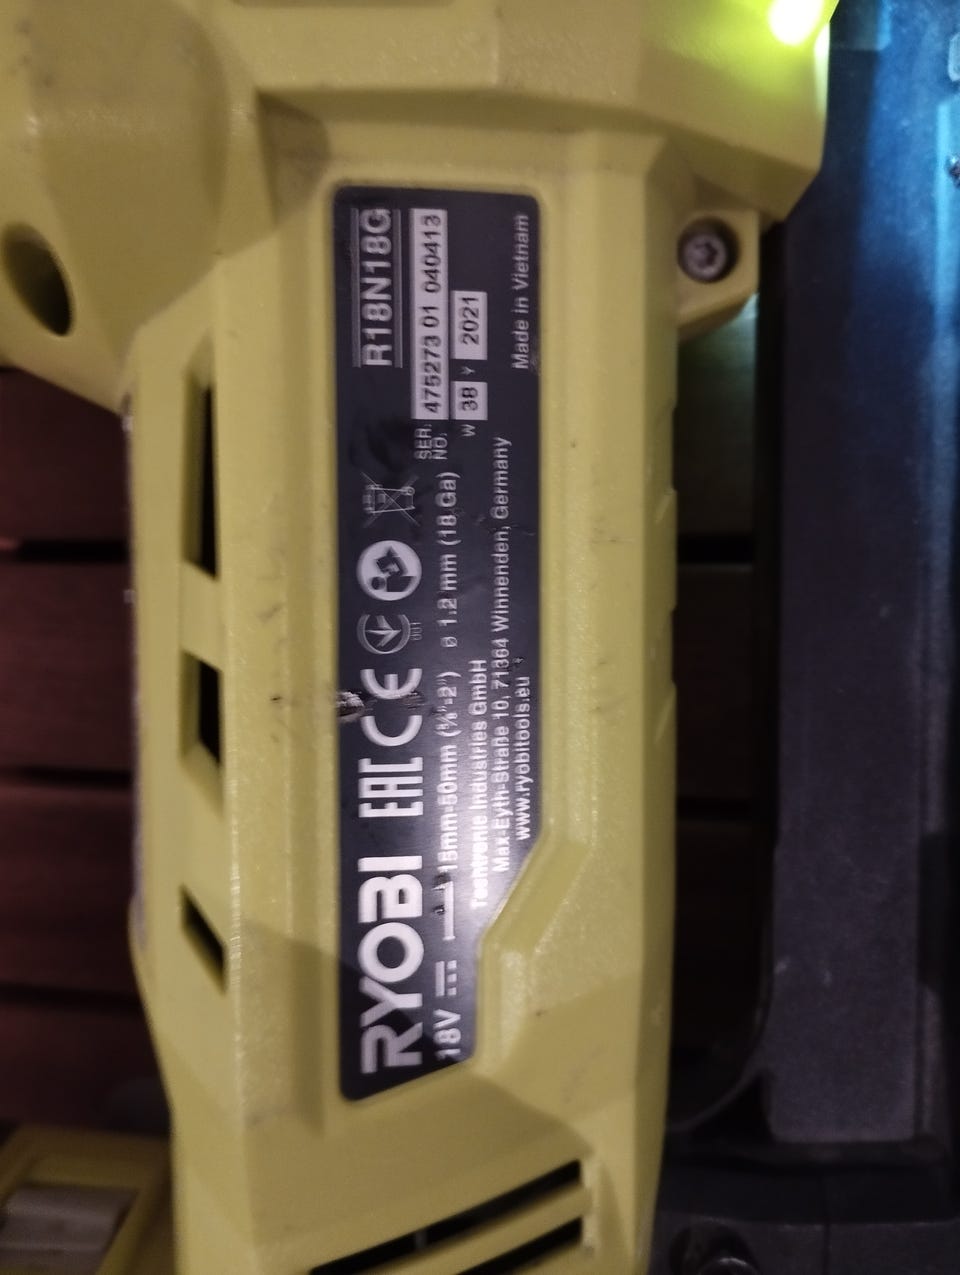 RYOBI EAC CE 001 R18N18G
18V 15mm-50mm (⅝"-2") ø 1.2 mm (18 Ga) SER. NO. 475273 01 040413
W 38 Y 2021
Techtronic Industries GmbH
Max-Eyth-Straße 10, 71364 Winnenden, Germany
www.ryobitools.eu Made in Vietnam